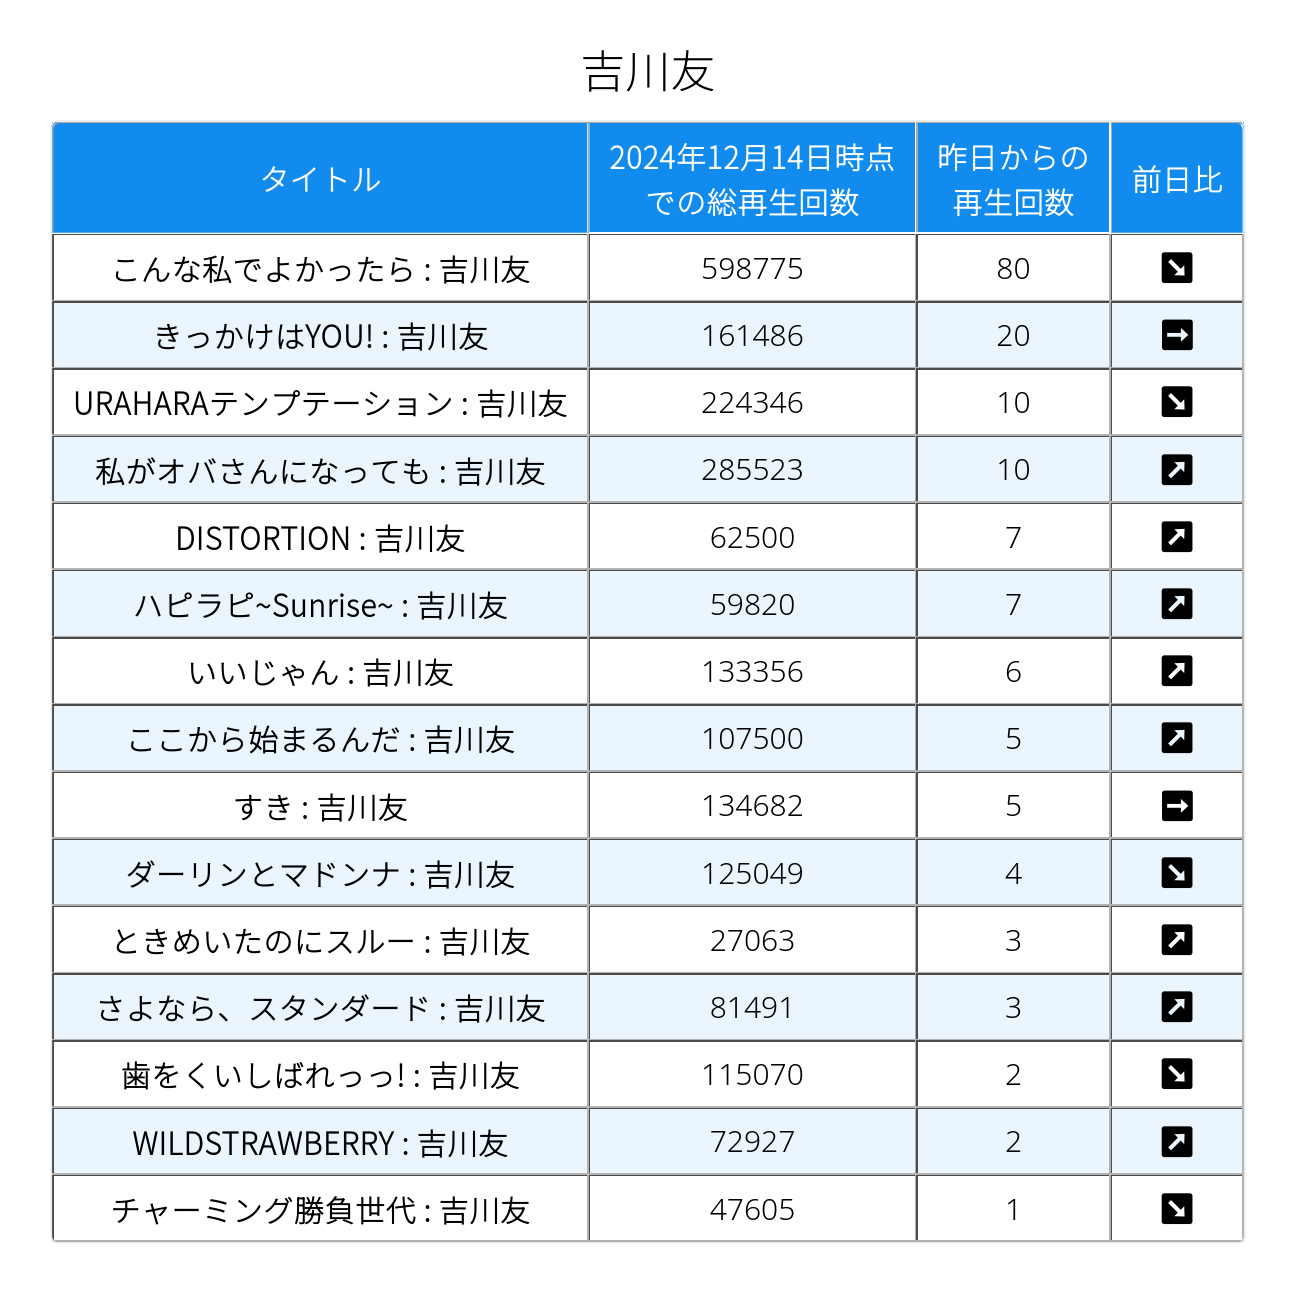 吉川友
タイトル
2024年12月14日時点
での総再生回数
昨日からの
再生回数
前日比
こんな私でよかったら : 吉川友 598775 80 ↘
きっかけはYOU! : 吉川友 161486 20 →
URAHARAテンプテーション : 吉川友 224346 10 ↘
私がオバさんになっても : 吉川友 285523 10 ↗
DISTORTION : 吉川友 62500 7 ↗
ハピラピ~Sunrise~ : 吉川友 59820 7 ↗
いいじゃん : 吉川友 133356 6 ↗
ここから始まるんだ : 吉川友 107500 5 ↗
すき : 吉川友 134682 5 →
ダーリンとマドンナ : 吉川友 125049 4 ↘
ときめいたのにスルー : 吉川友 27063 3 ↗
さよなら、スタンダード : 吉川友 81491 3 ↗
歯をくいしばれっっ! : 吉川友 115070 2 ↘
WILDSTRAWBERRY : 吉川友 72927 2 ↗
チャーミング勝負世代 : 吉川友 47605 1 ↘